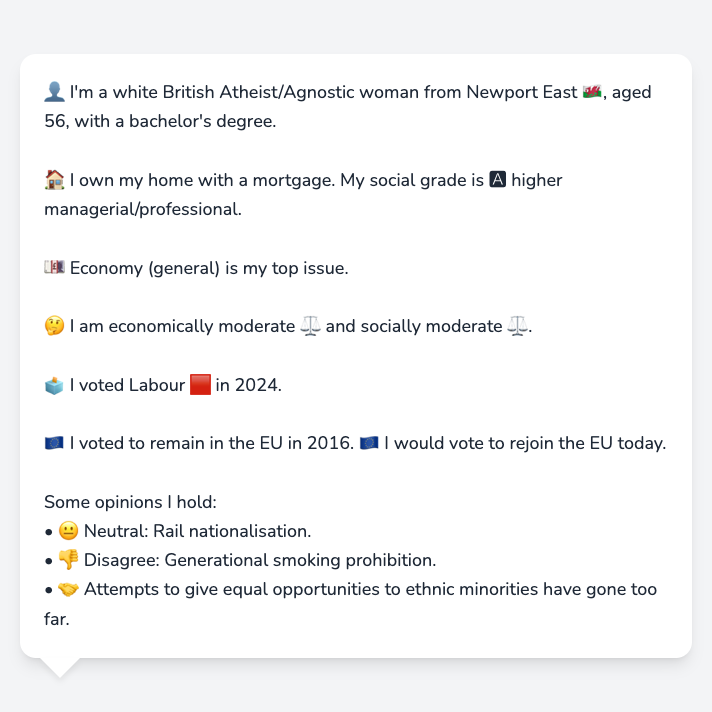 👤 I'm a white British Atheist/Agnostic woman from Newport East 🏴󠁧󠁢󠁷󠁬󠁳󠁿, aged
56, with a bachelor's degree.
🏠 I own my home with a mortgage. My social grade is 🅰 higher
managerial/professional.
💷 Economy (general) is my top issue.
🤔 I am economically moderate ⚖️ and socially moderate ⚖️.
🗳️ I voted Labour 🟥 in 2024.
🇪🇺 I voted to remain in the EU in 2016. 🇪🇺 I would vote to rejoin the EU today.
Some opinions I hold:
• 😐 Neutral: Rail nationalisation.
• 👎 Disagree: Generational smoking prohibition.
• 🤝 Attempts to give equal opportunities to ethnic minorities have gone too
far.